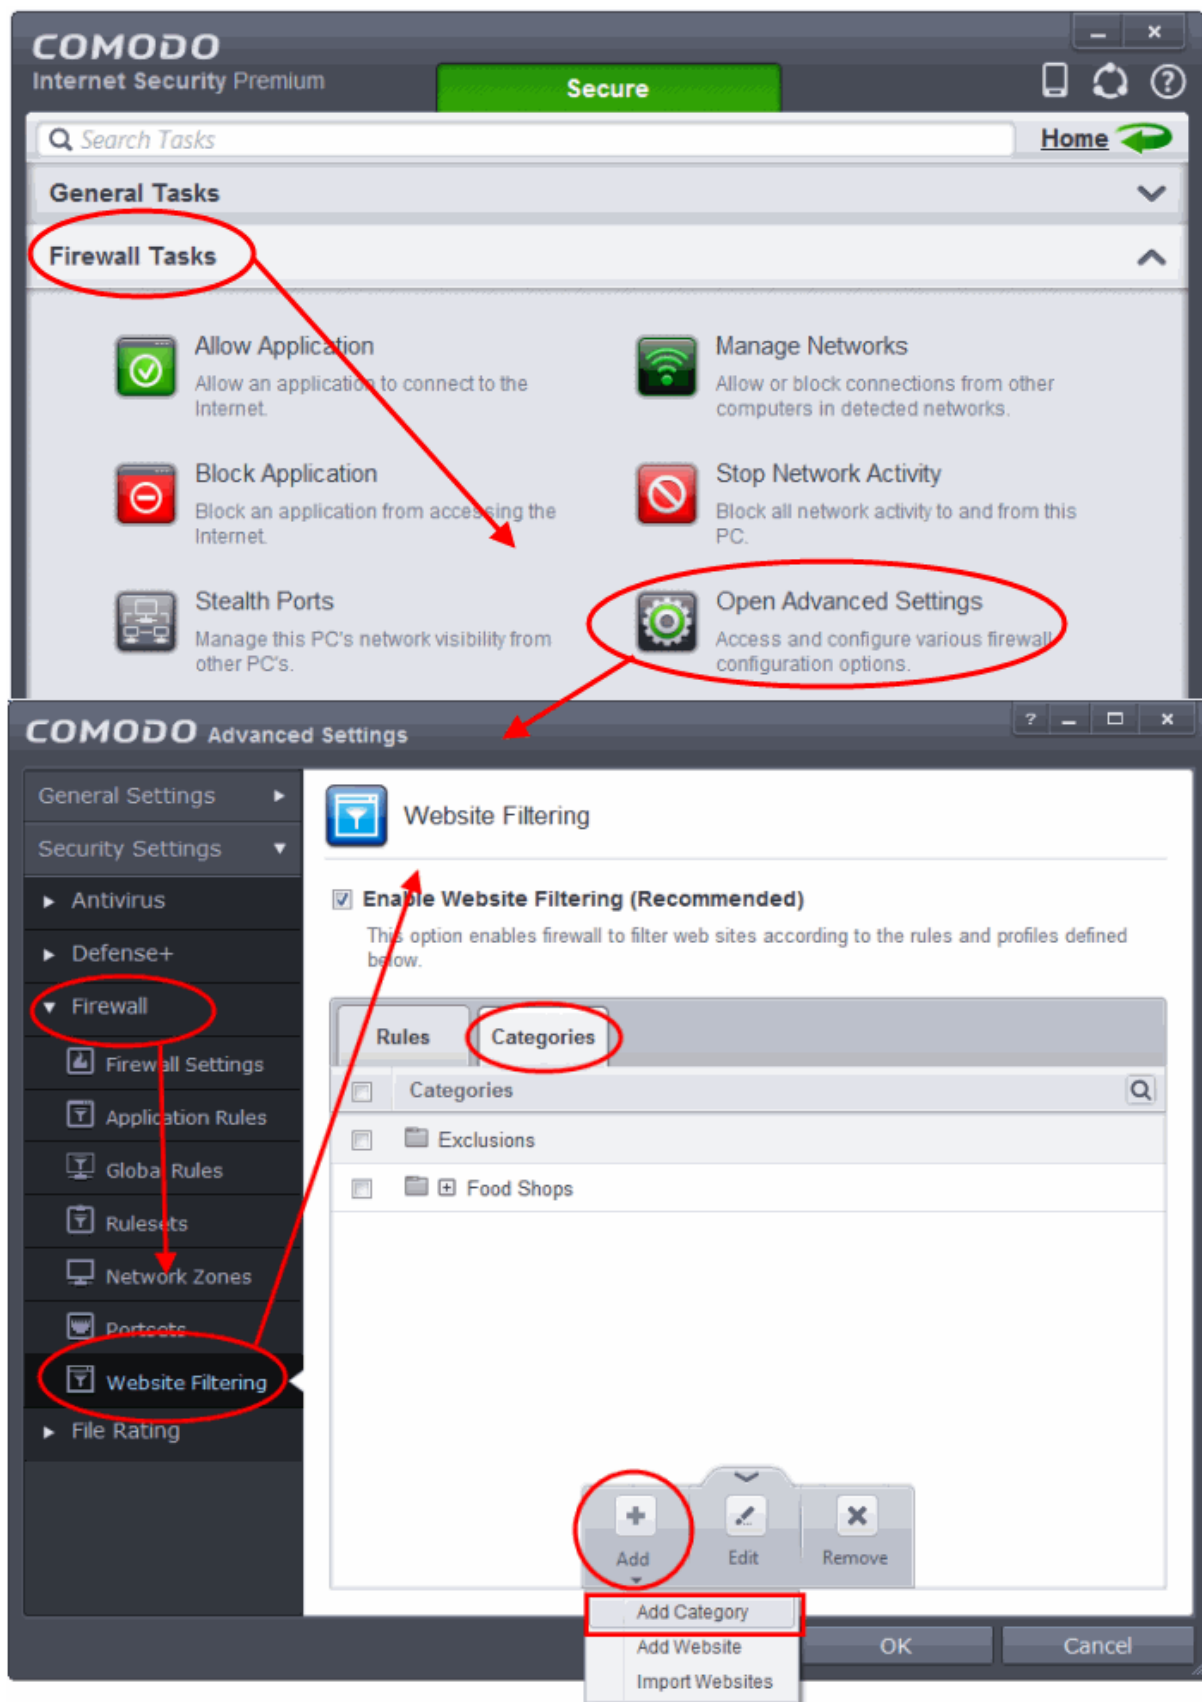 COMODO
Internet Security Premium
Secure
Search Tasks
Home
General Tasks
Firewall Tasks
Allow Application
Allow an application to connect to the
Internet.
Manage Networks
Allow or block connections from other
computers in detected networks.
Block Application
Block an application from accessing the
Internet.
Stop Network Activity
Block all network activity to and from this
PC.
Stealth Ports
Manage this PC's network visibility from
other PC's.
Open Advanced Settings
Access and configure various firewall
configuration options.
COMODO Advanced Settings
General Settings
Security Settings
Antivirus
Defense+
Firewall
Firewall Settings
Application Rules
Global Rules
Rulesets
Network Zones
Portsets
Website Filtering
File Rating
Website Filtering
Enable Website Filtering (Recommended)
This option enables firewall to filter web sites according to the rules and profiles defined
below.
Rules
Categories
Categories
Exclusions
Food Shops
Add
Edit
Remove
Add Category
Add Website
Import Websites
OK
Cancel